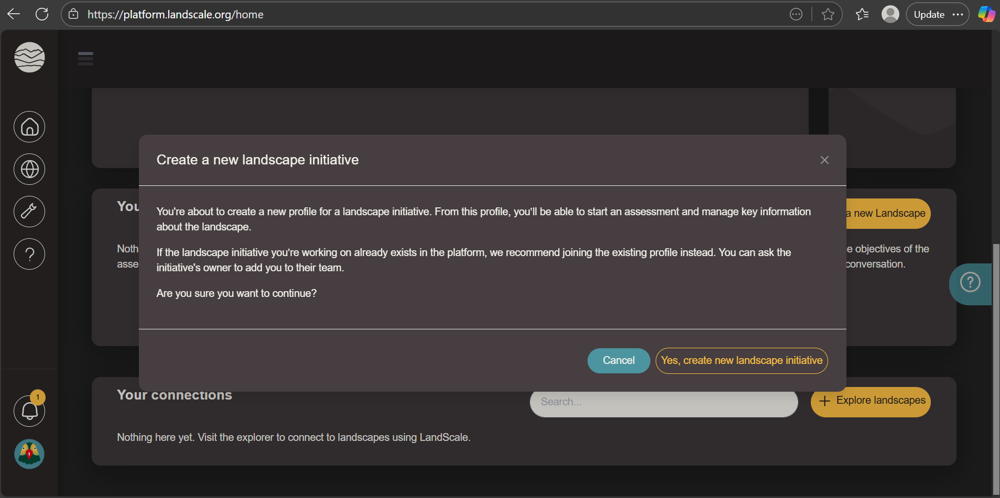 https://platform.landscale.org/home
Update
Create a new landscape initiative
You're about to create a new profile for a landscape initiative. From this profile, you’ll be able to start an assessment and manage key information
about the landscape.
If the landscape initiative you’re working on already exists in the platform, we recommend joining the existing profile instead. You can ask the
initiative's owner to add you to their team.
Are you sure you want to continue?
Cancel
Yes, create new landscape initiative
You
a new Landscape
Noth
e objectives of the
asse
conversation.
1
Your connections
Search...
Explore landscapes
Nothing here yet. Visit the explorer to connect to landscapes using LandScale.